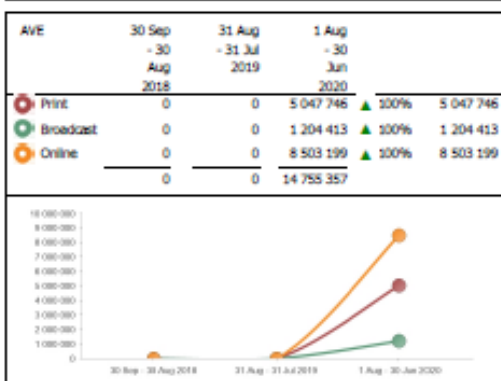 AVE 30 Sep 31 Aug 1 Aug
- 30 - 31 Jul - 30
Aug 2019 Jun
2018 2020
Print 0 0 5 047 746 ▲ 100% 5 047 746
Broadcast 0 0 1 204 413 ▲ 100% 1 204 413
Online 0 0 8 503 199 ▲ 100% 8 503 199
0 0 14 755 357
10 000 000
9 000 000
8 000 000
7 000 000
6 000 000
5 000 000
4 000 000
3 000 000
2 000 000
1 000 000
0
30 Sep - 30 Aug 2018 31 Aug - 31 Jul 2019 1 Aug - 30 Jun 2020